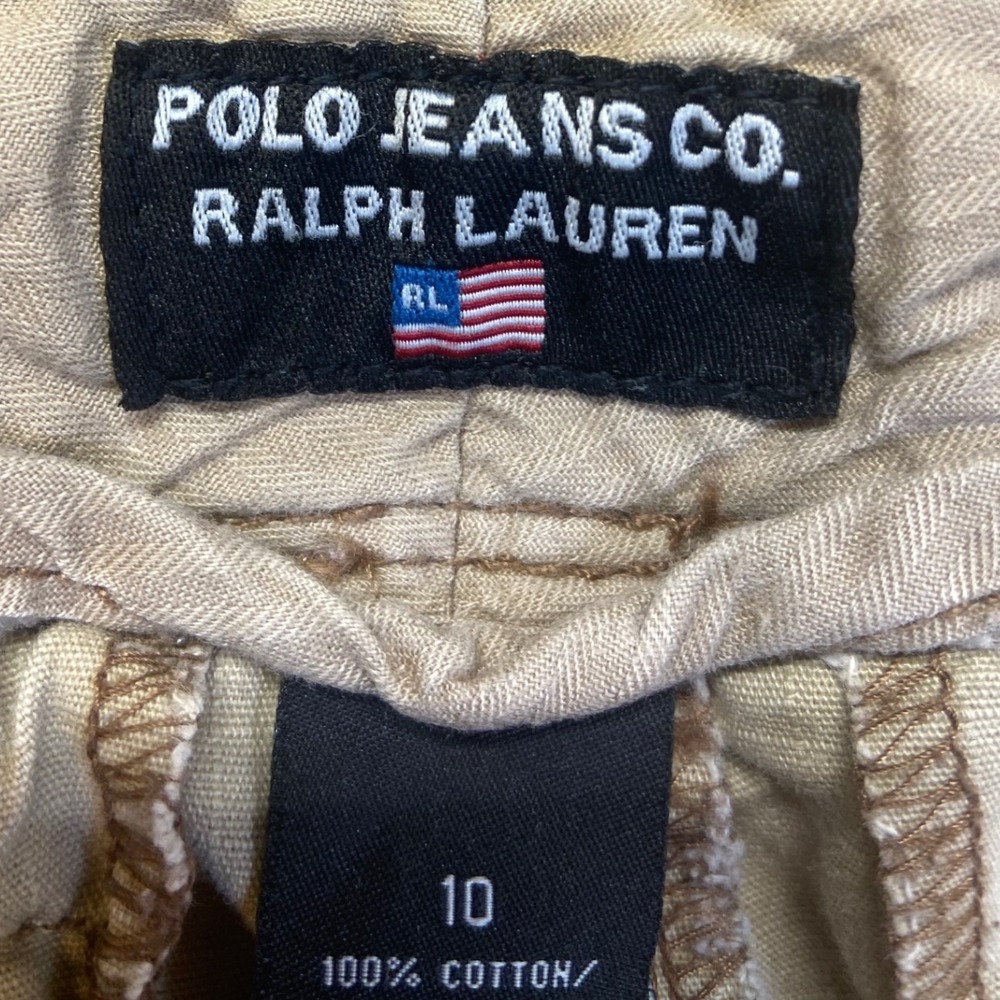 POLO JEANS CO.
RALPH LAUREN
RL
10
100% COTTON/